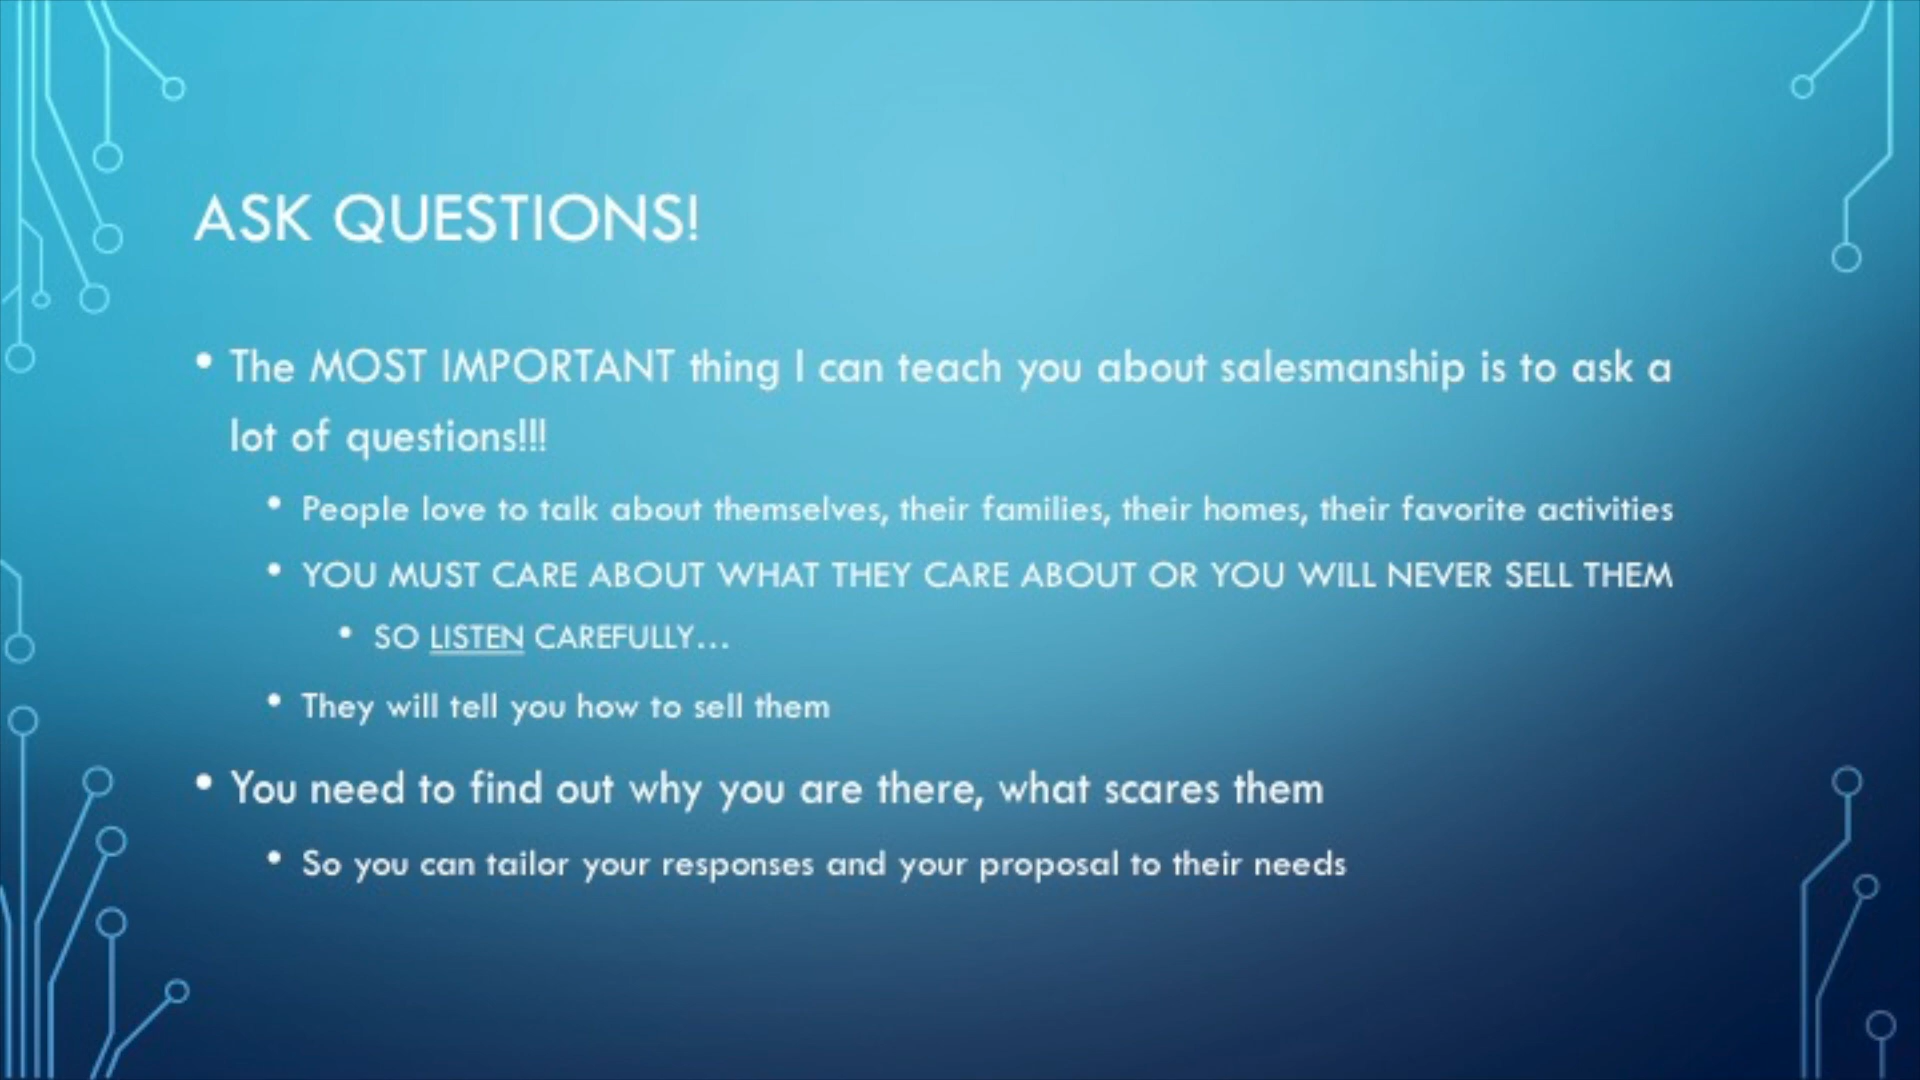 ASK QUESTIONS!
• The MOST IMPORTANT thing I can teach you about salesmanship is to ask a
lot of questions!!!
• People love to talk about themselves, their families, their homes, their favorite activities
• YOU MUST CARE ABOUT WHAT THEY CARE ABOUT OR YOU WILL NEVER SELL THEM
• SO LISTEN CAREFULLY...
• They will tell you how to sell them
• You need to find out why you are there, what scares them
• So you can tailor your responses and your proposal to their needs